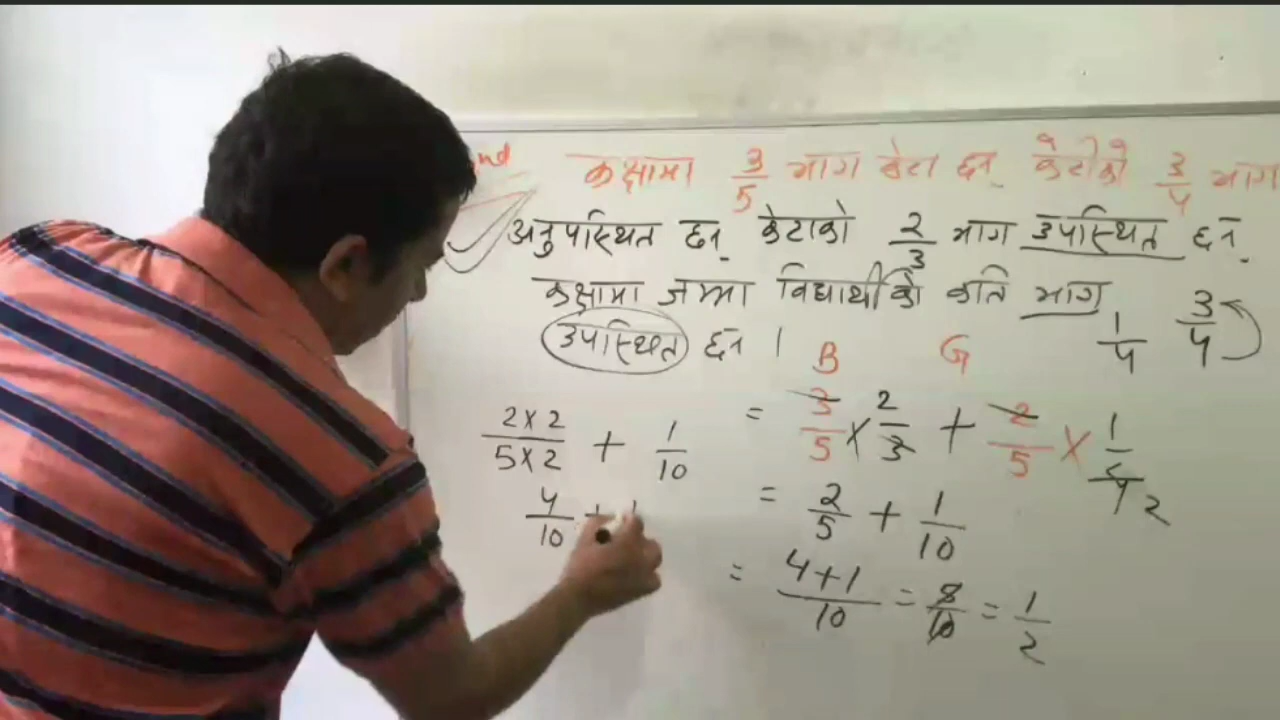 कक्षामा 3/5 भाग केटा छन् केटीको 3/4 भाग
अनुपस्थित छन् केटाको 2/3 भाग उपस्थित छन्
कक्षामा जम्मा विद्यार्थीको कति भाग
उपस्थित छन ।
1/4 3/4
B G
= 3/5 × 2/3 + 2/5 × 1/4 2
= 2/5 + 1/10
= 4+1/10 = 5/10 = 1/2
2×2/5×2 + 1/10
4/10 +